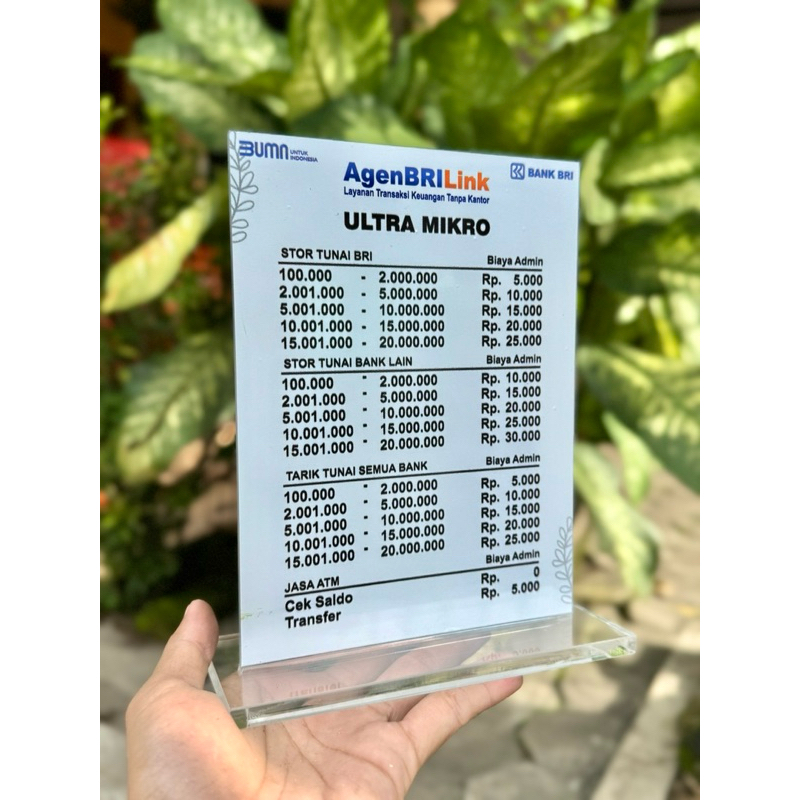 BUMN UNTUK INDONESIA
AgenBRILink
BANK BRI
Layanan Transaksi Keuangan Tanpa Kantor
ULTRA MIKRO
STOR TUNAI BRI Biaya Admin
100.000 - 2.000.000 Rp. 5.000
2.001.000 - 5.000.000 Rp. 10.000
5.001.000 - 10.000.000 Rp. 15.000
10.001.000 - 15.000.000 Rp. 20.000
15.001.000 - 20.000.000 Rp. 25.000
STOR TUNAI BANK LAIN Biaya Admin
100.000 - 2.000.000 Rp. 10.000
2.001.000 - 5.000.000 Rp. 15.000
5.001.000 - 10.000.000 Rp. 20.000
10.001.000 - 15.000.000 Rp. 25.000
15.001.000 - 20.000.000 Rp. 30.000
TARIK TUNAI SEMUA BANK Biaya Admin
100.000 - 2.000.000 Rp. 5.000
2.001.000 - 5.000.000 Rp. 10.000
5.001.000 - 10.000.000 Rp. 15.000
10.001.000 - 15.000.000 Rp. 20.000
15.001.000 - 20.000.000 Rp. 25.000
JASA ATM Biaya Admin
Cek Saldo Rp. 0
Transfer Rp. 5.000